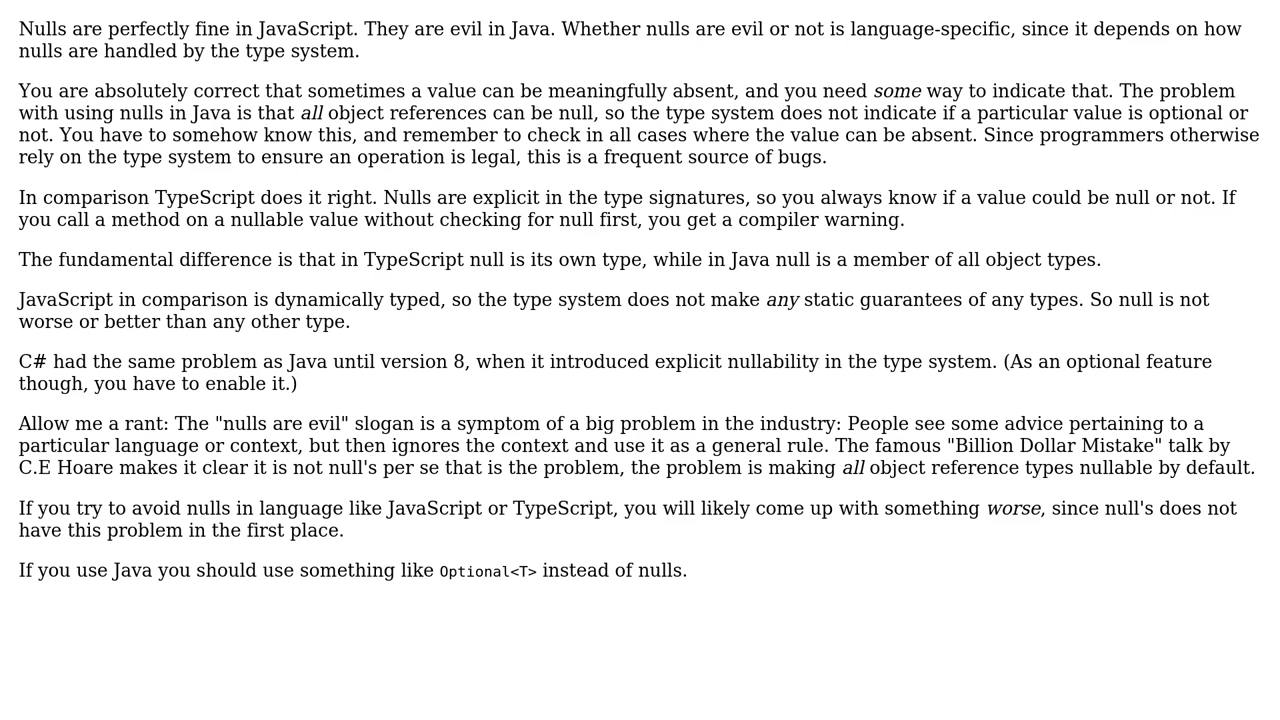 Nulls are perfectly fine in JavaScript. They are evil in Java. Whether nulls are evil or not is language-specific, since it depends on how
nulls are handled by the type system.
You are absolutely correct that sometimes a value can be meaningfully absent, and you need some way to indicate that. The problem
with using nulls in Java is that all object references can be null, so the type system does not indicate if a particular value is optional or
not. You have to somehow know this, and remember to check in all cases where the value can be absent. Since programmers otherwise
rely on the type system to ensure an operation is legal, this is a frequent source of bugs.
In comparison TypeScript does it right. Nulls are explicit in the type signatures, so you always know if a value could be null or not. If
you call a method on a nullable value without checking for null first, you get a compiler warning.
The fundamental difference is that in TypeScript null is its own type, while in Java null is a member of all object types.
JavaScript in comparison is dynamically typed, so the type system does not make any static guarantees of any types. So null is not
worse or better than any other type.
C# had the same problem as Java until version 8, when it introduced explicit nullability in the type system. (As an optional feature
though, you have to enable it.)
Allow me a rant: The "nulls are evil" slogan is a symptom of a big problem in the industry: People see some advice pertaining to a
particular language or context, but then ignores the context and use it as a general rule. The famous "Billion Dollar Mistake" talk by
C.E Hoare makes it clear it is not null's per se that is the problem, the problem is making all object reference types nullable by default.
If you try to avoid nulls in language like JavaScript or TypeScript, you will likely come up with something worse, since null's does not
have this problem in the first place.
If you use Java you should use something like Optional<T> instead of nulls.